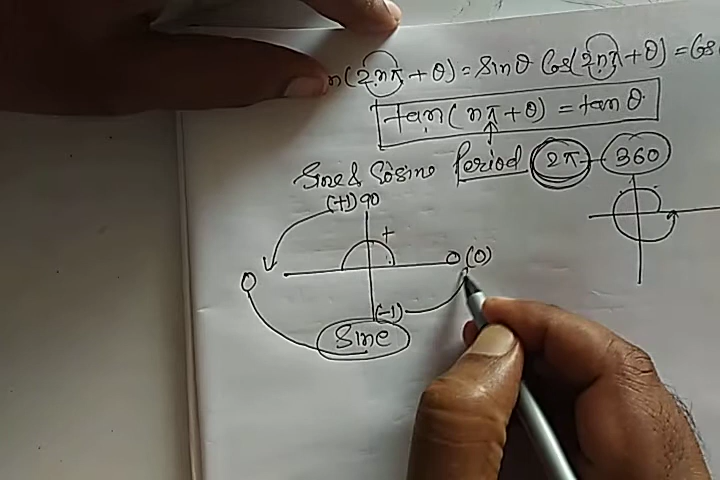 n(2nπ+θ) = Sinθ Cos(2nπ+θ) = Cos
tan(nπ+θ) = tanθ.
Sine & Cosine Period 2π - 360
(+1) 90
+
0 0 (0)
(-1)
Sine